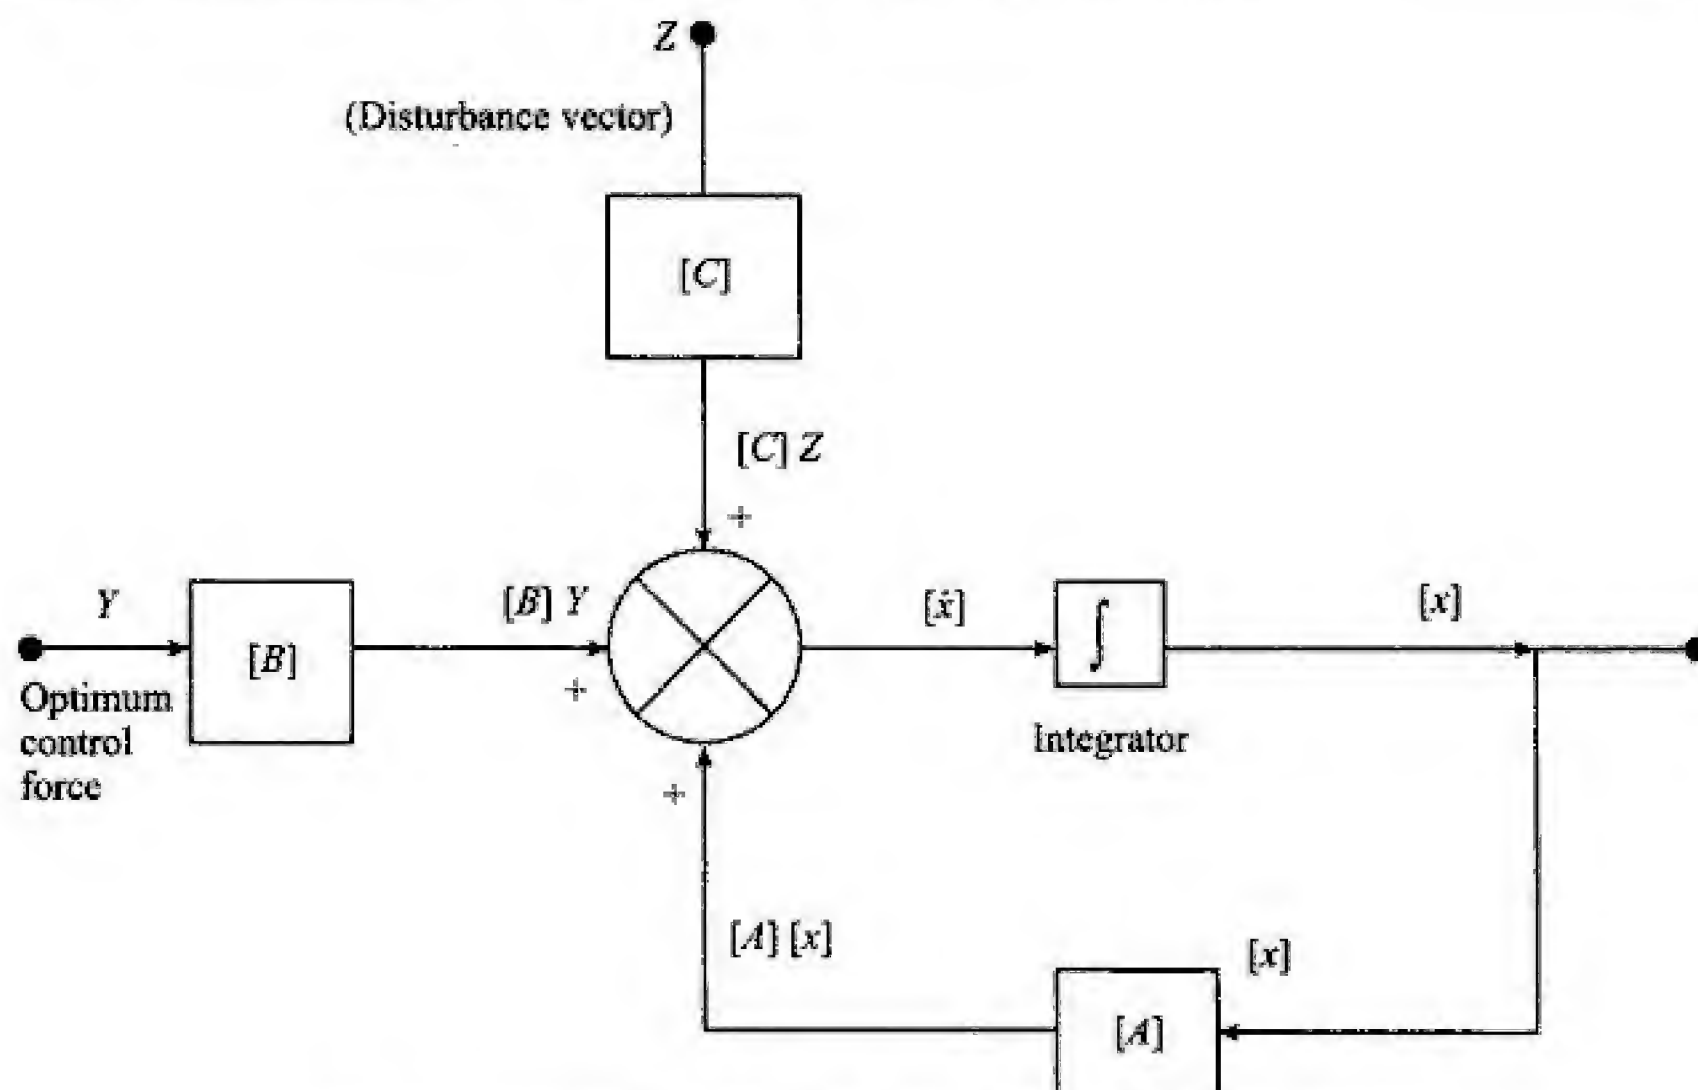 Z
(Disturbance vector)
[C]
[C] Z
+
Y
[B]
[B] Y
+
[ẋ]
∫
[x]
Optimum
control
force
Integrator
+
[A] [x]
[x]
[A]